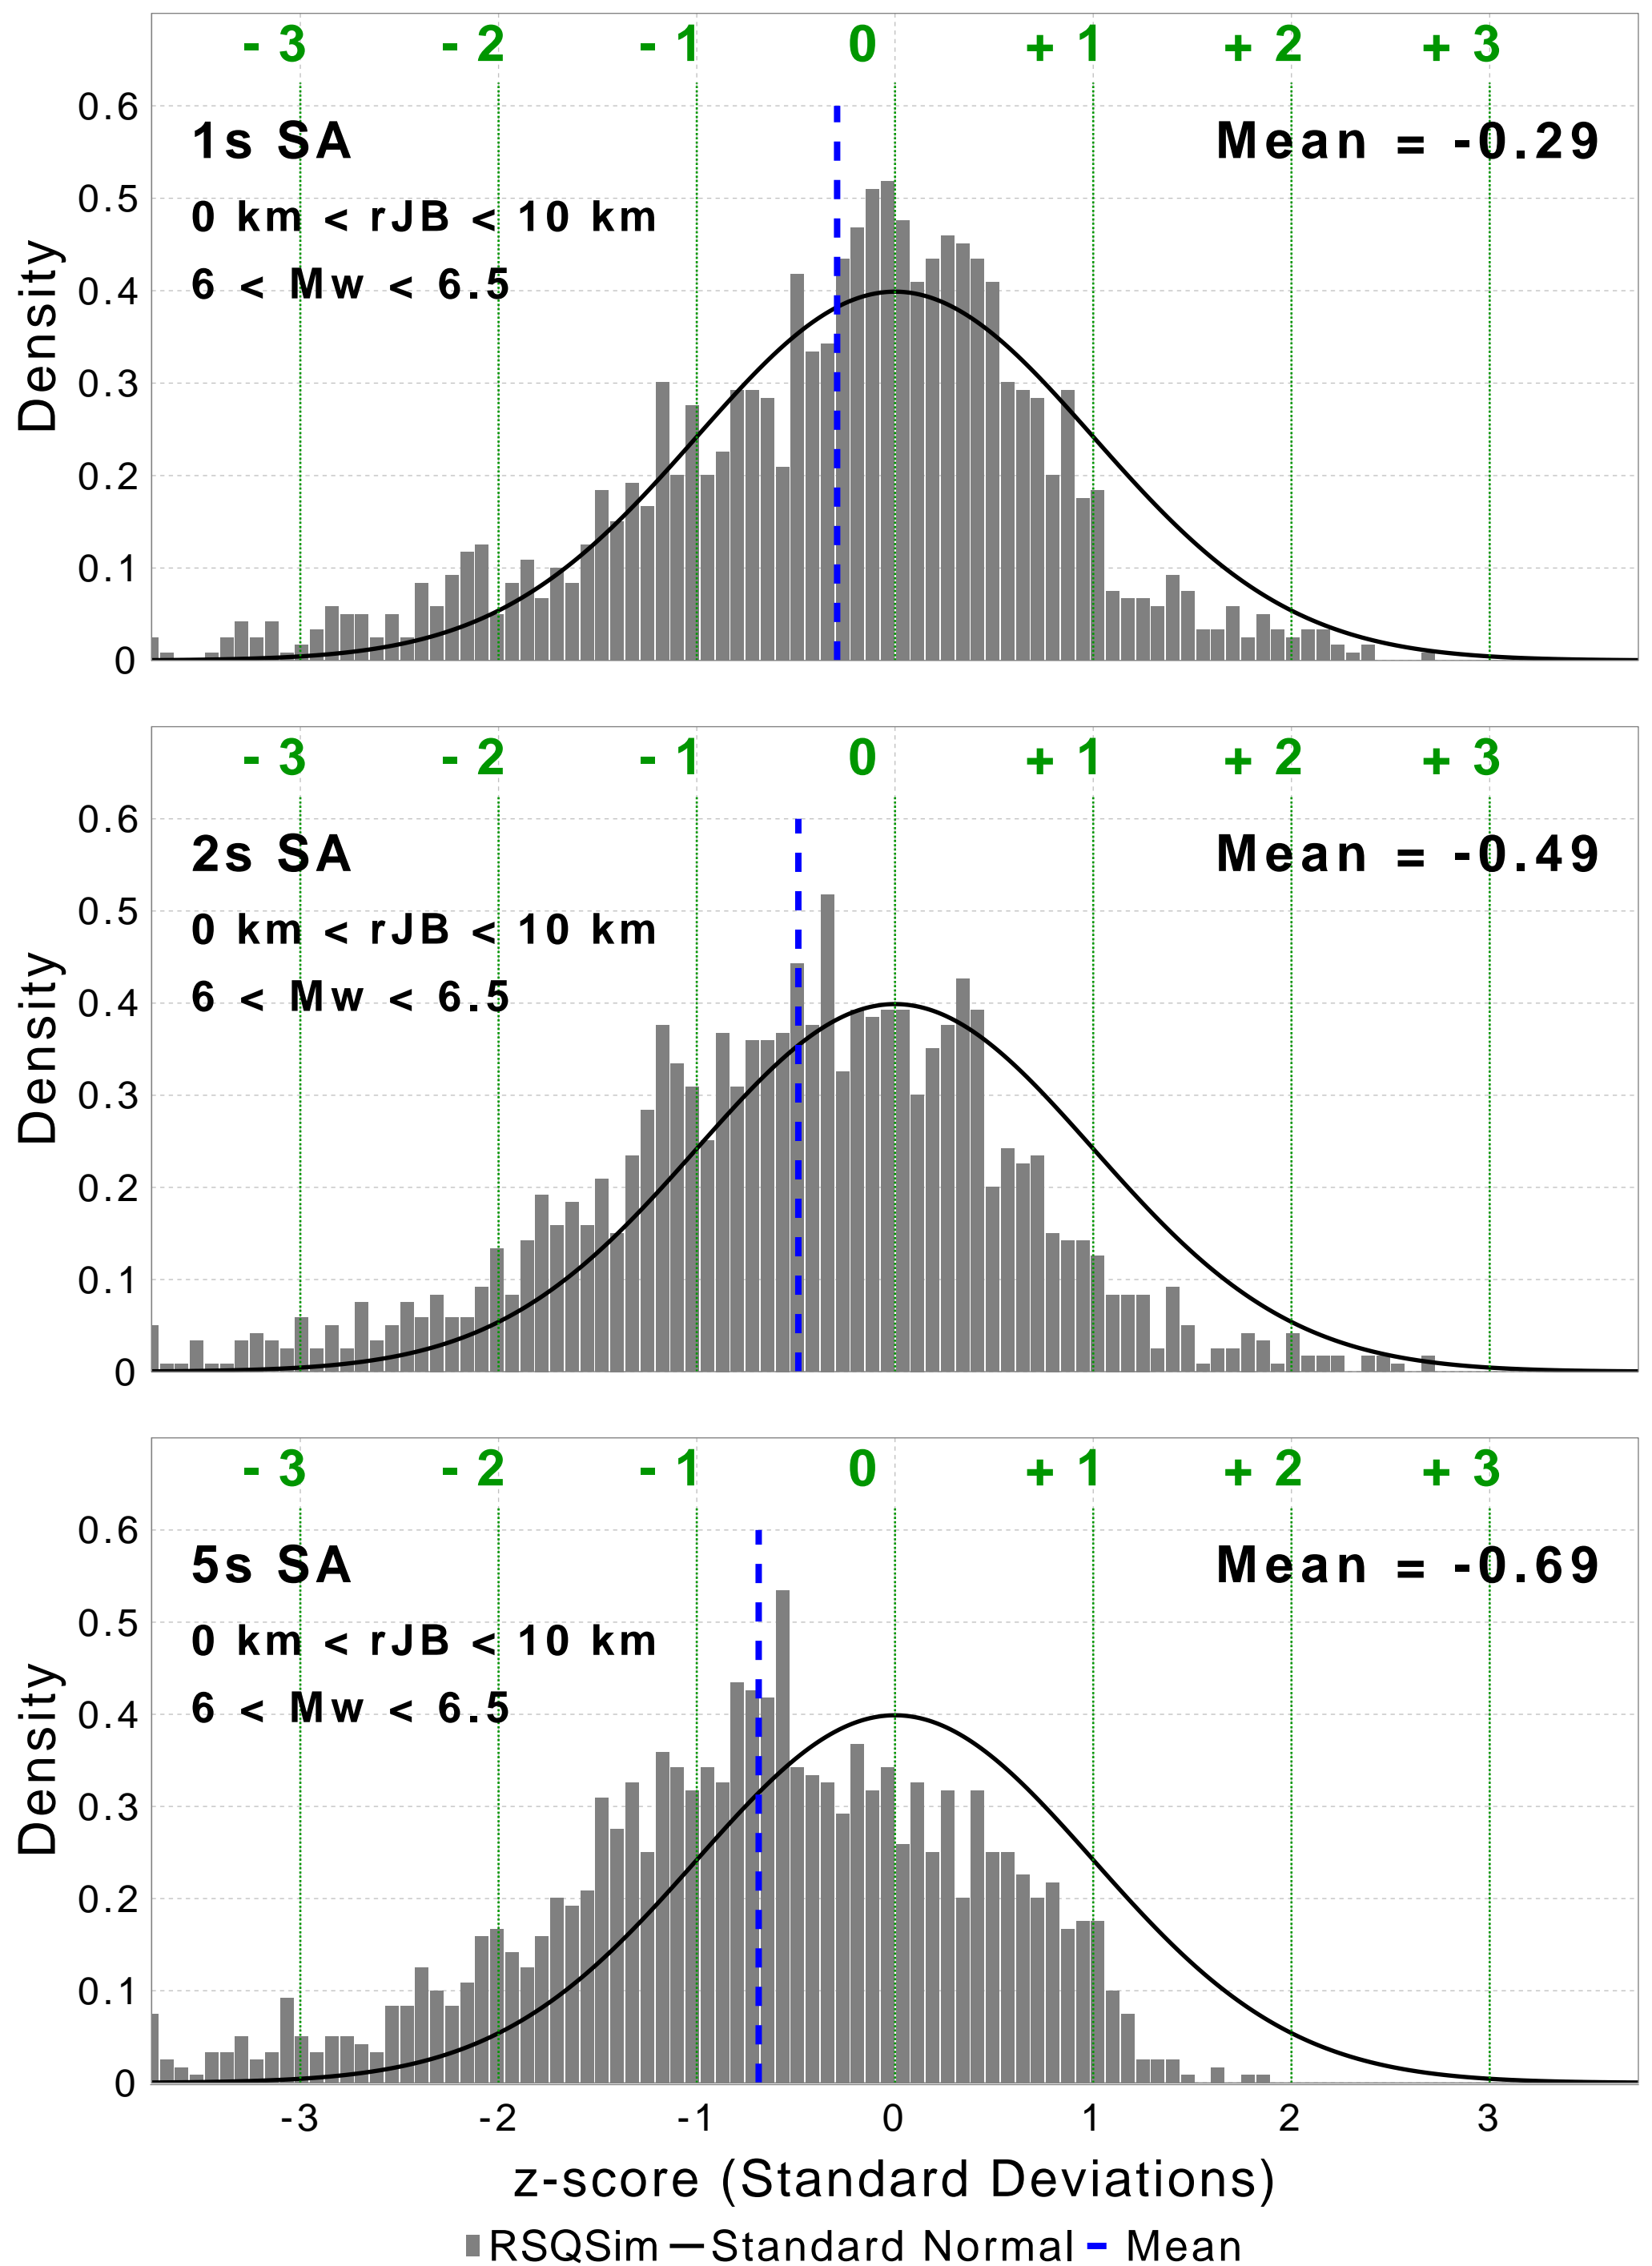 - 3 - 2 - 1 0 + 1 + 2 + 3
0.6
1s SA Mean = -0.29
0.5
0 km < rJB < 10 km
6 < Mw < 6.5
0.4
Density
0.3
0.2
0.1
0
- 3 - 2 - 1 0 + 1 + 2 + 3
0.6
2s SA Mean = -0.49
0.5
0 km < rJB < 10 km
6 < Mw < 6.5
0.4
Density
0.3
0.2
0.1
0
- 3 - 2 - 1 0 + 1 + 2 + 3
0.6
5s SA Mean = -0.69
0.5
0 km < rJB < 10 km
6 < Mw < 6.5
0.4
Density
0.3
0.2
0.1
0
-3 -2 -1 0 1 2 3
z-score (Standard Deviations)
RSQSim Standard Normal Mean